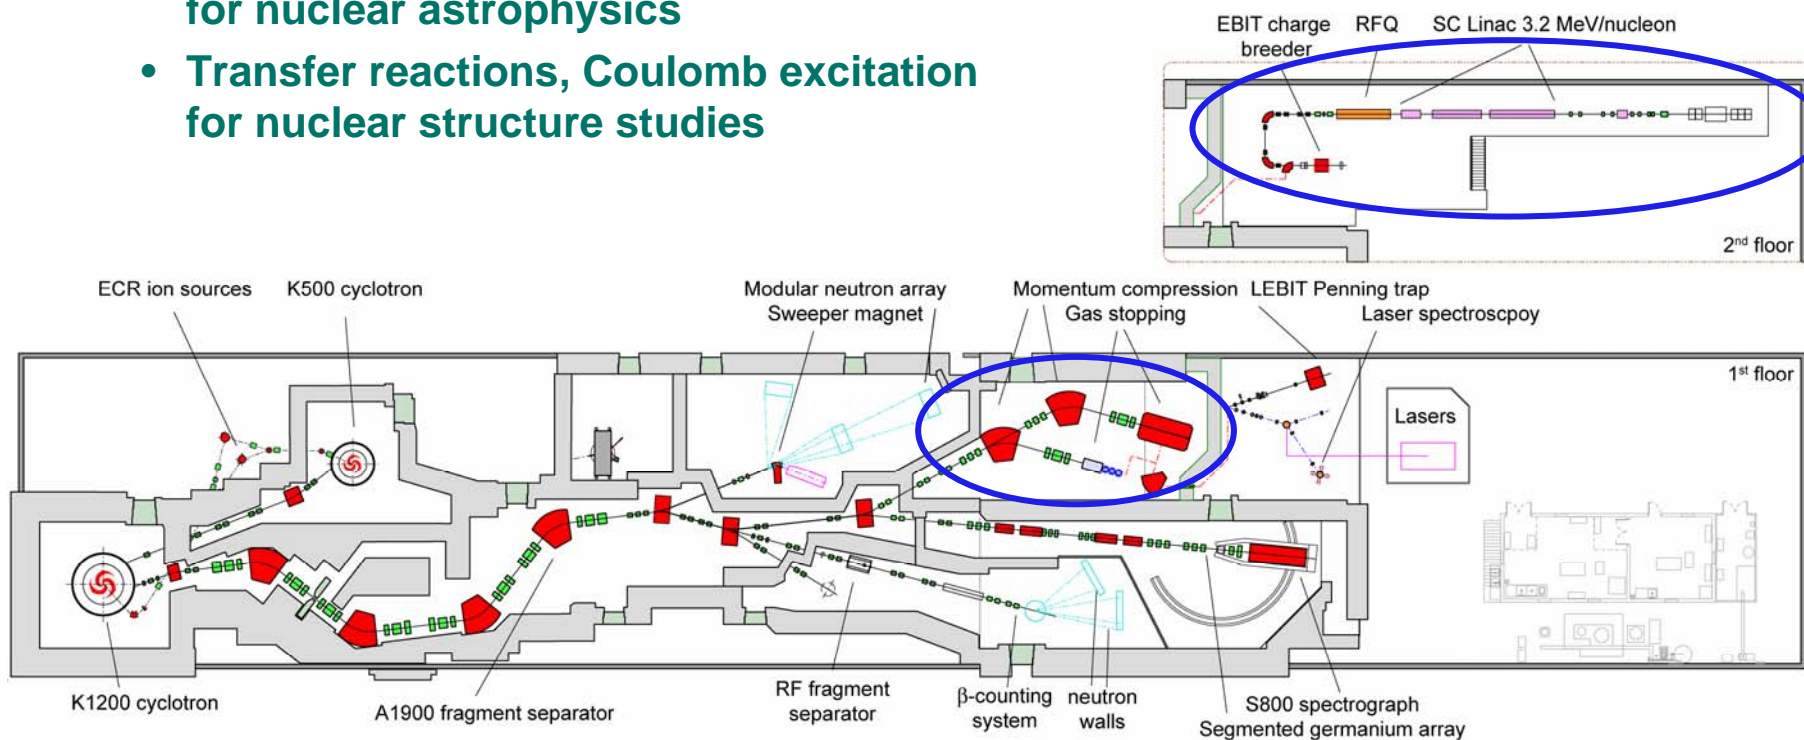 for nuclear astrophysics
• Transfer reactions, Coulomb excitation
for nuclear structure studies
EBIT charge
breeder
RFQ
SC Linac 3.2 MeV/nucleon
2nd floor
ECR ion sources
K500 cyclotron
Modular neutron array
Sweeper magnet
Momentum compression
Gas stopping
LEBIT Penning trap
Laser spectroscpoy
1st floor
Lasers
K1200 cyclotron
A1900 fragment separator
RF fragment
separator
β-counting
system
neutron
walls
S800 spectrograph
Segmented germanium array